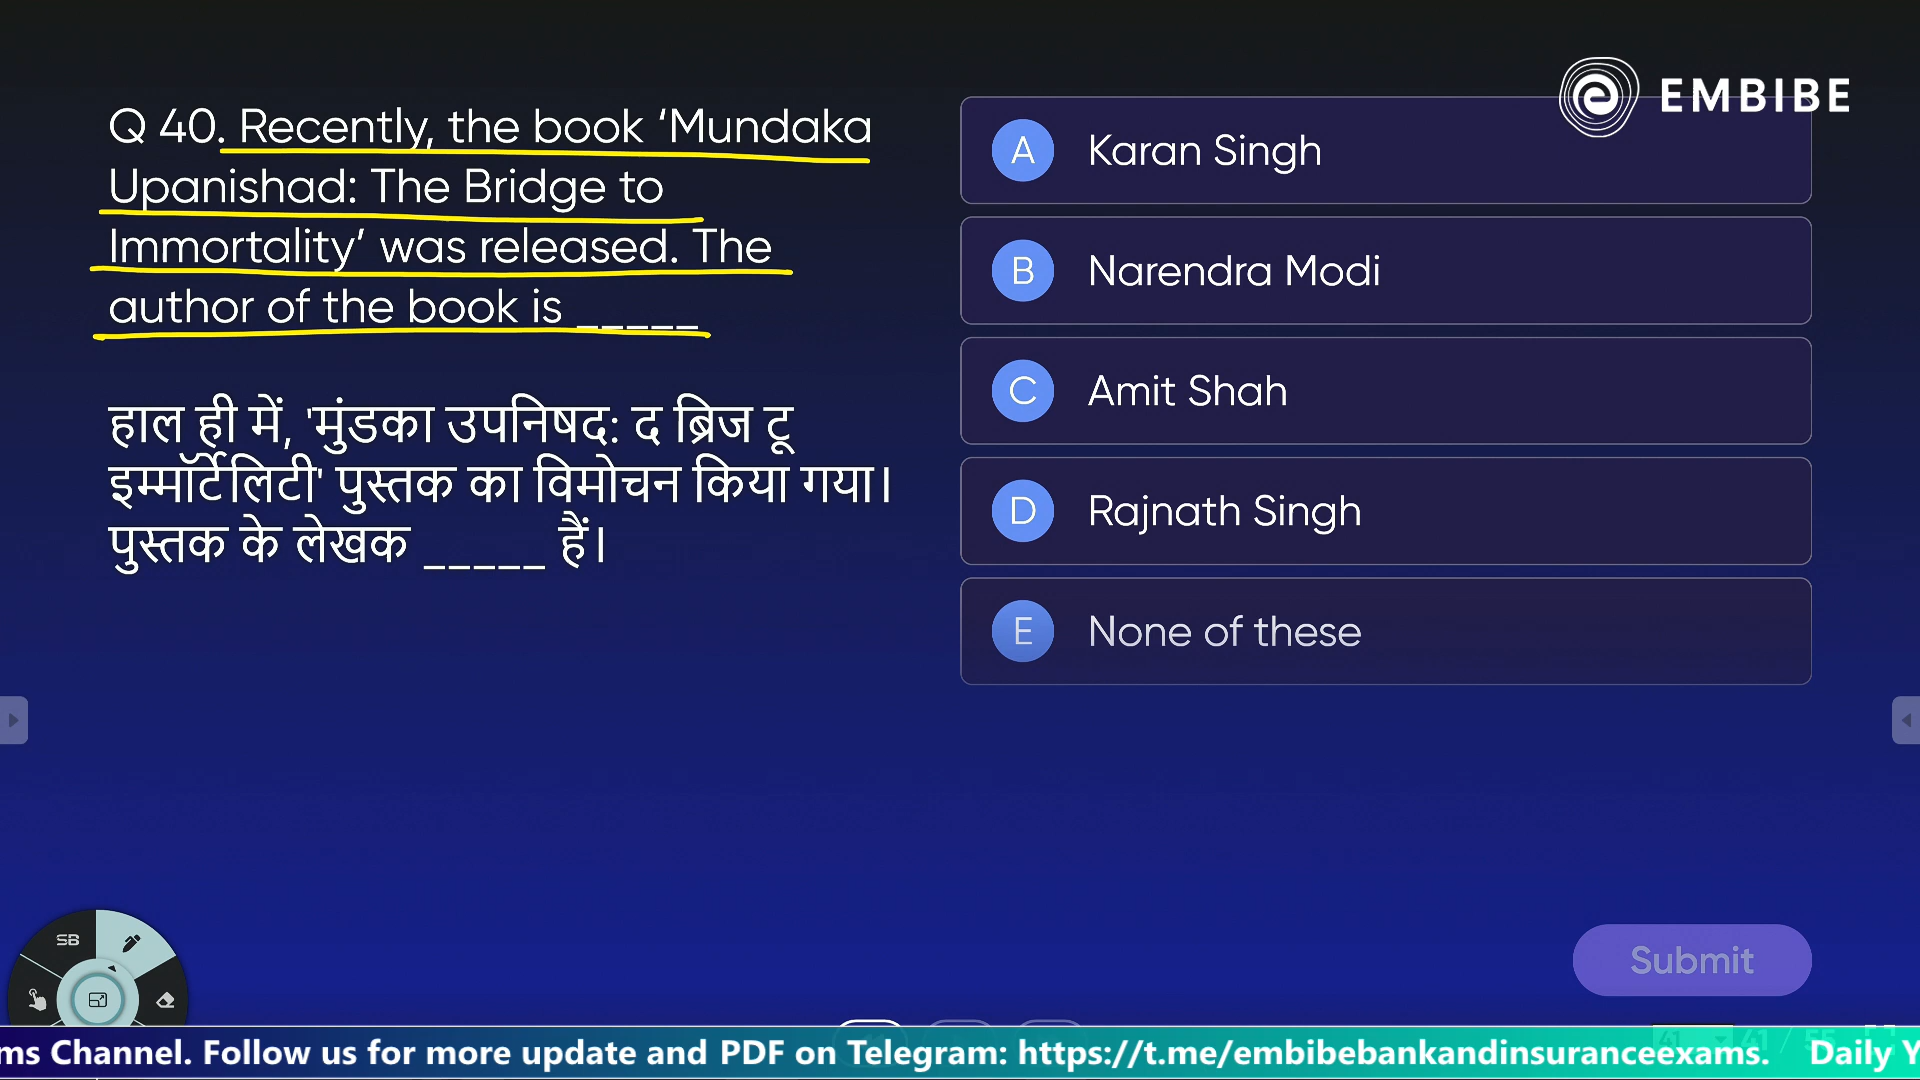 EMBIBE
Q 40. Recently, the book ‘Mundaka
Upanishad: The Bridge to
Immortality’ was released. The
author of the book is _____
हाल ही में, 'मुंडका उपनिषद: द ब्रिज टू
इम्मॉर्टेलिटी' पुस्तक का विमोचन किया गया।
पुस्तक के लेखक _____ हैं।
A Karan Singh
B Narendra Modi
C Amit Shah
D Rajnath Singh
E None of these
Submit
SB
ms Channel. Follow us for more update and PDF on Telegram: https://t.me/embibebankandinsuranceexams. Daily Y